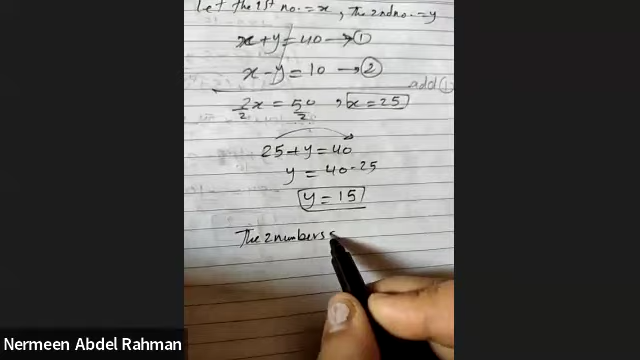 Let the 1st no. = x, the 2nd no. = y
x + y = 40 → ①
x - y = 10 → ②
add ①
2x/2 = 50/2, x = 25
25 + y = 40
y = 40 - 25
y = 15
The 2 numbers
Nermeen Abdel Rahman